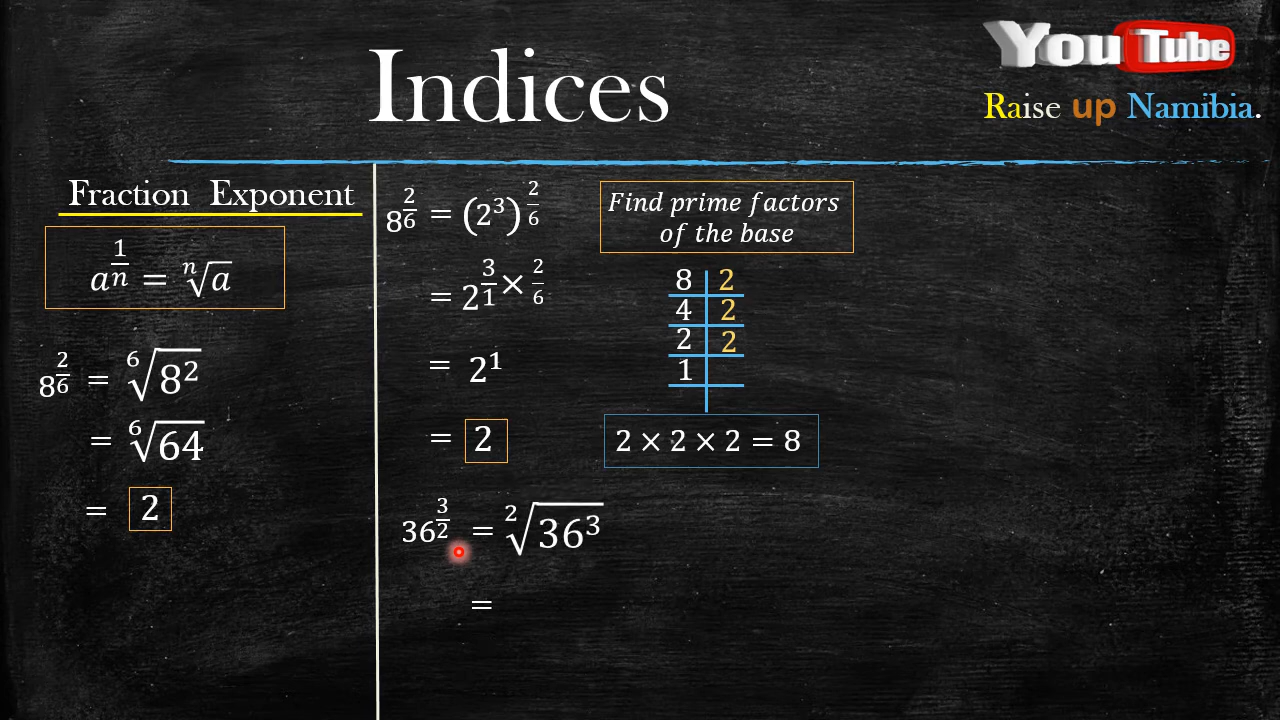 Indices
YouTube
Raise up Namibia.
Fraction Exponent
a^(1/n) = ⁿ√a
8^(2/6) = ⁶√(8²)
= ⁶√64
= 2
8^(2/6) = (2³)^(2/6)
= 2^(3/1 × 2/6)
= 2¹
= 2
36^(3/2) = ²√(36³)
=
Find prime factors
of the base
8 2
4 2
2 2
1
2 × 2 × 2 = 8